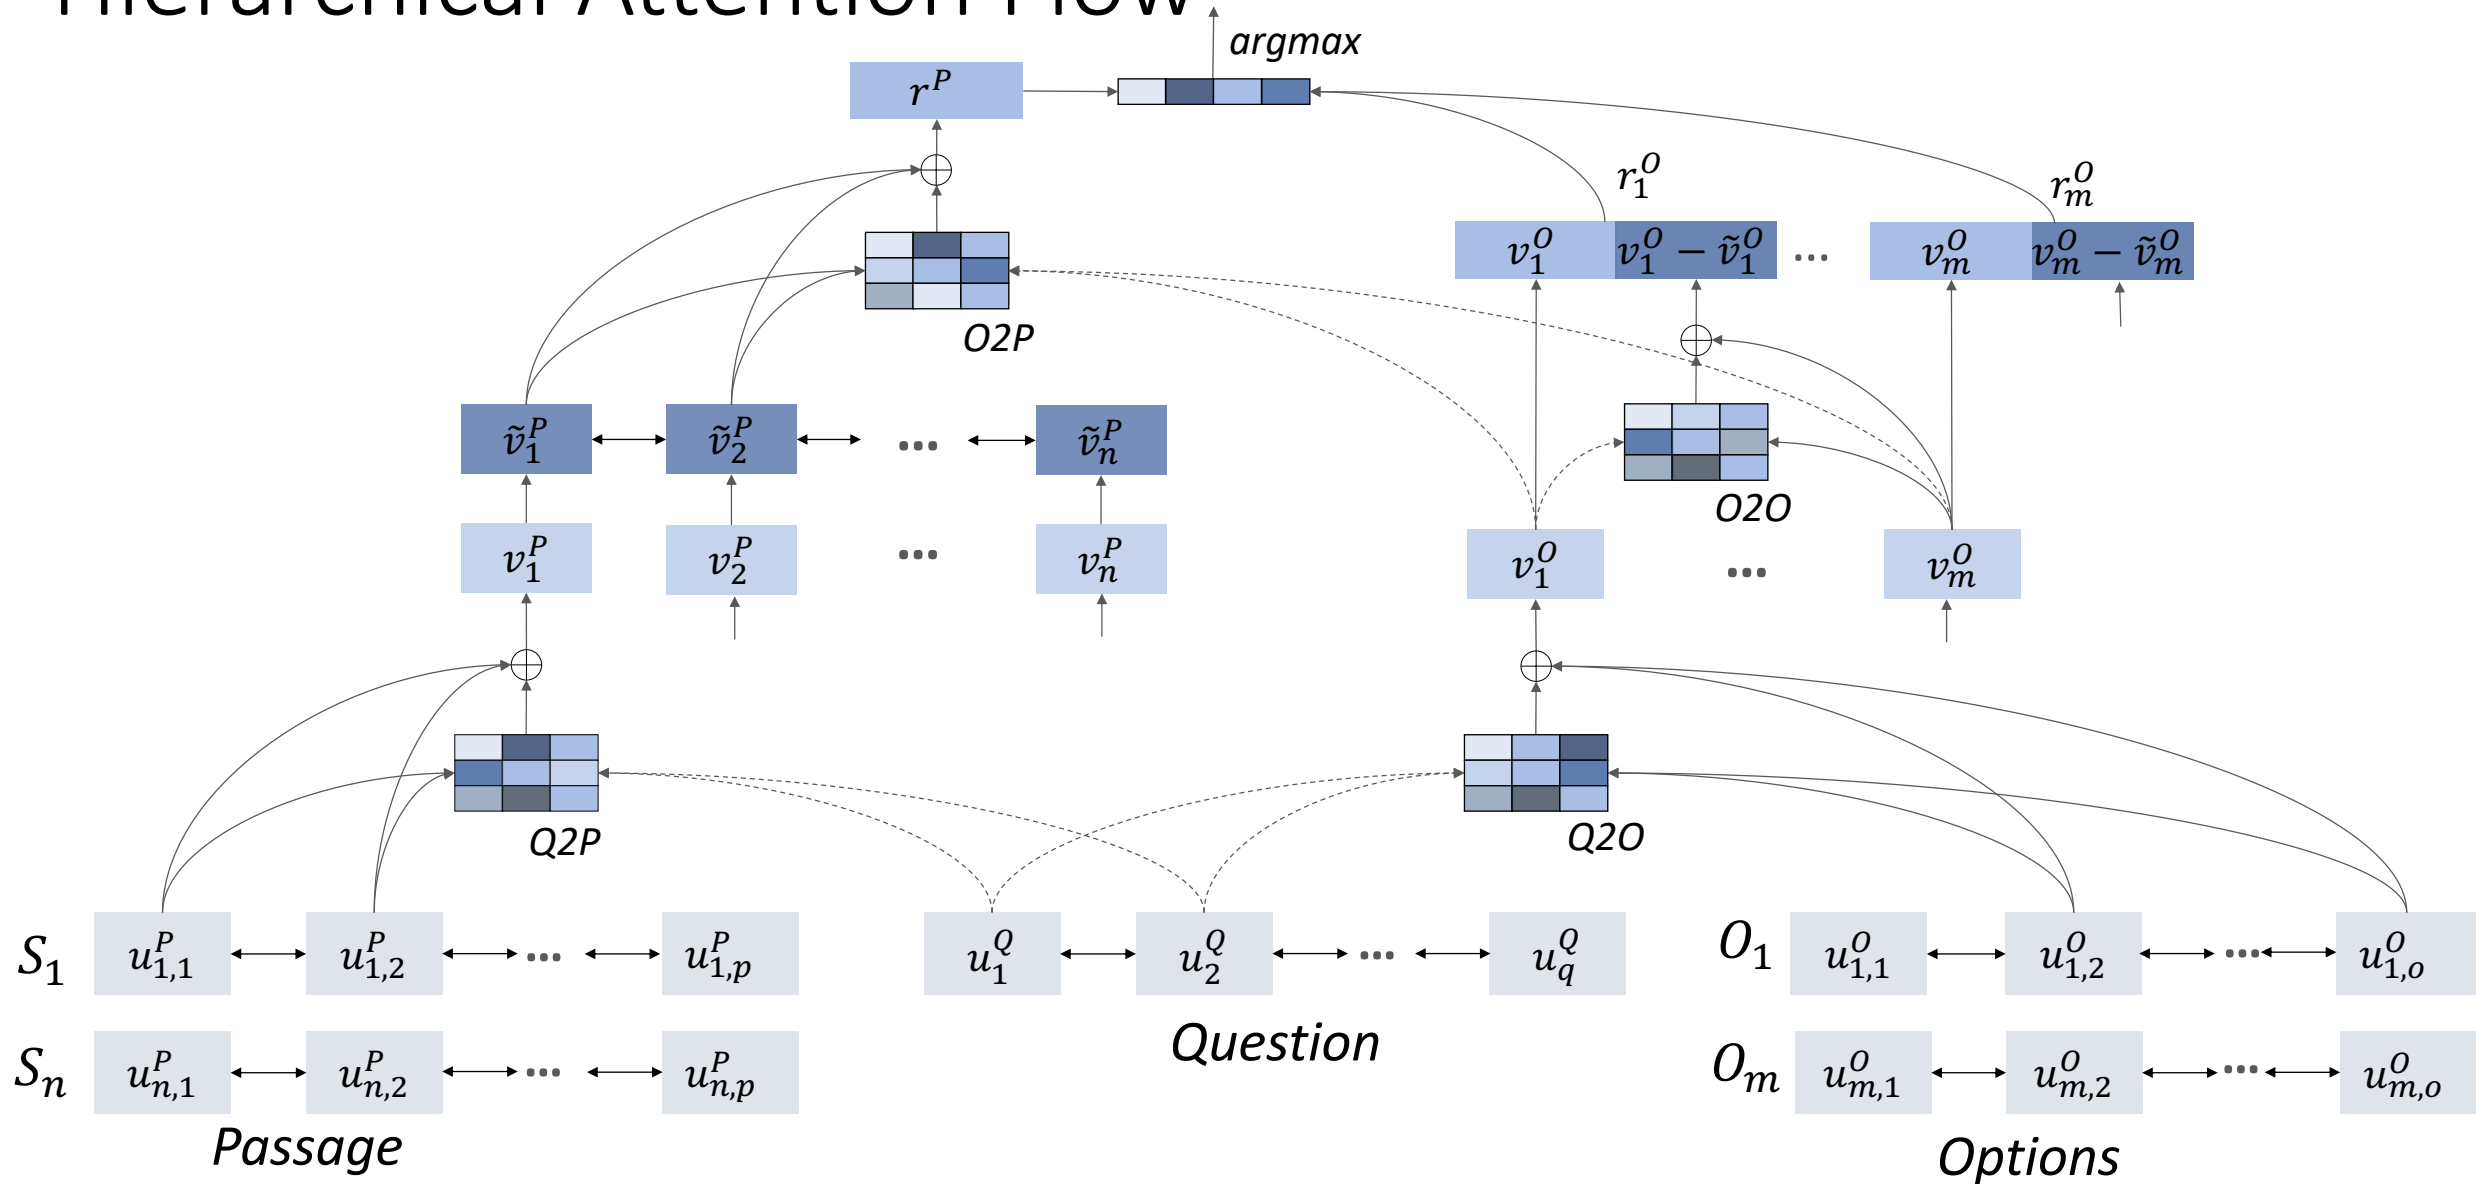 Hierarchical Attention Flow
argmax
r^P
r_1^O
r_m^O
v_1^O v_1^O − ṽ_1^O ... v_m^O v_m^O − ṽ_m^O
O2P
ṽ_1^P ṽ_2^P ... ṽ_n^P
O2O
v_1^P v_2^P ... v_n^P
v_1^O ... v_m^O
Q2P
Q2O
S_1 u_{1,1}^P u_{1,2}^P ... u_{1,p}^P
u_1^Q u_2^Q ... u_q^Q
O_1 u_{1,1}^O u_{1,2}^O ... u_{1,o}^O
S_n u_{n,1}^P u_{n,2}^P ... u_{n,p}^P
Question
O_m u_{m,1}^O u_{m,2}^O ... u_{m,o}^O
Passage
Options